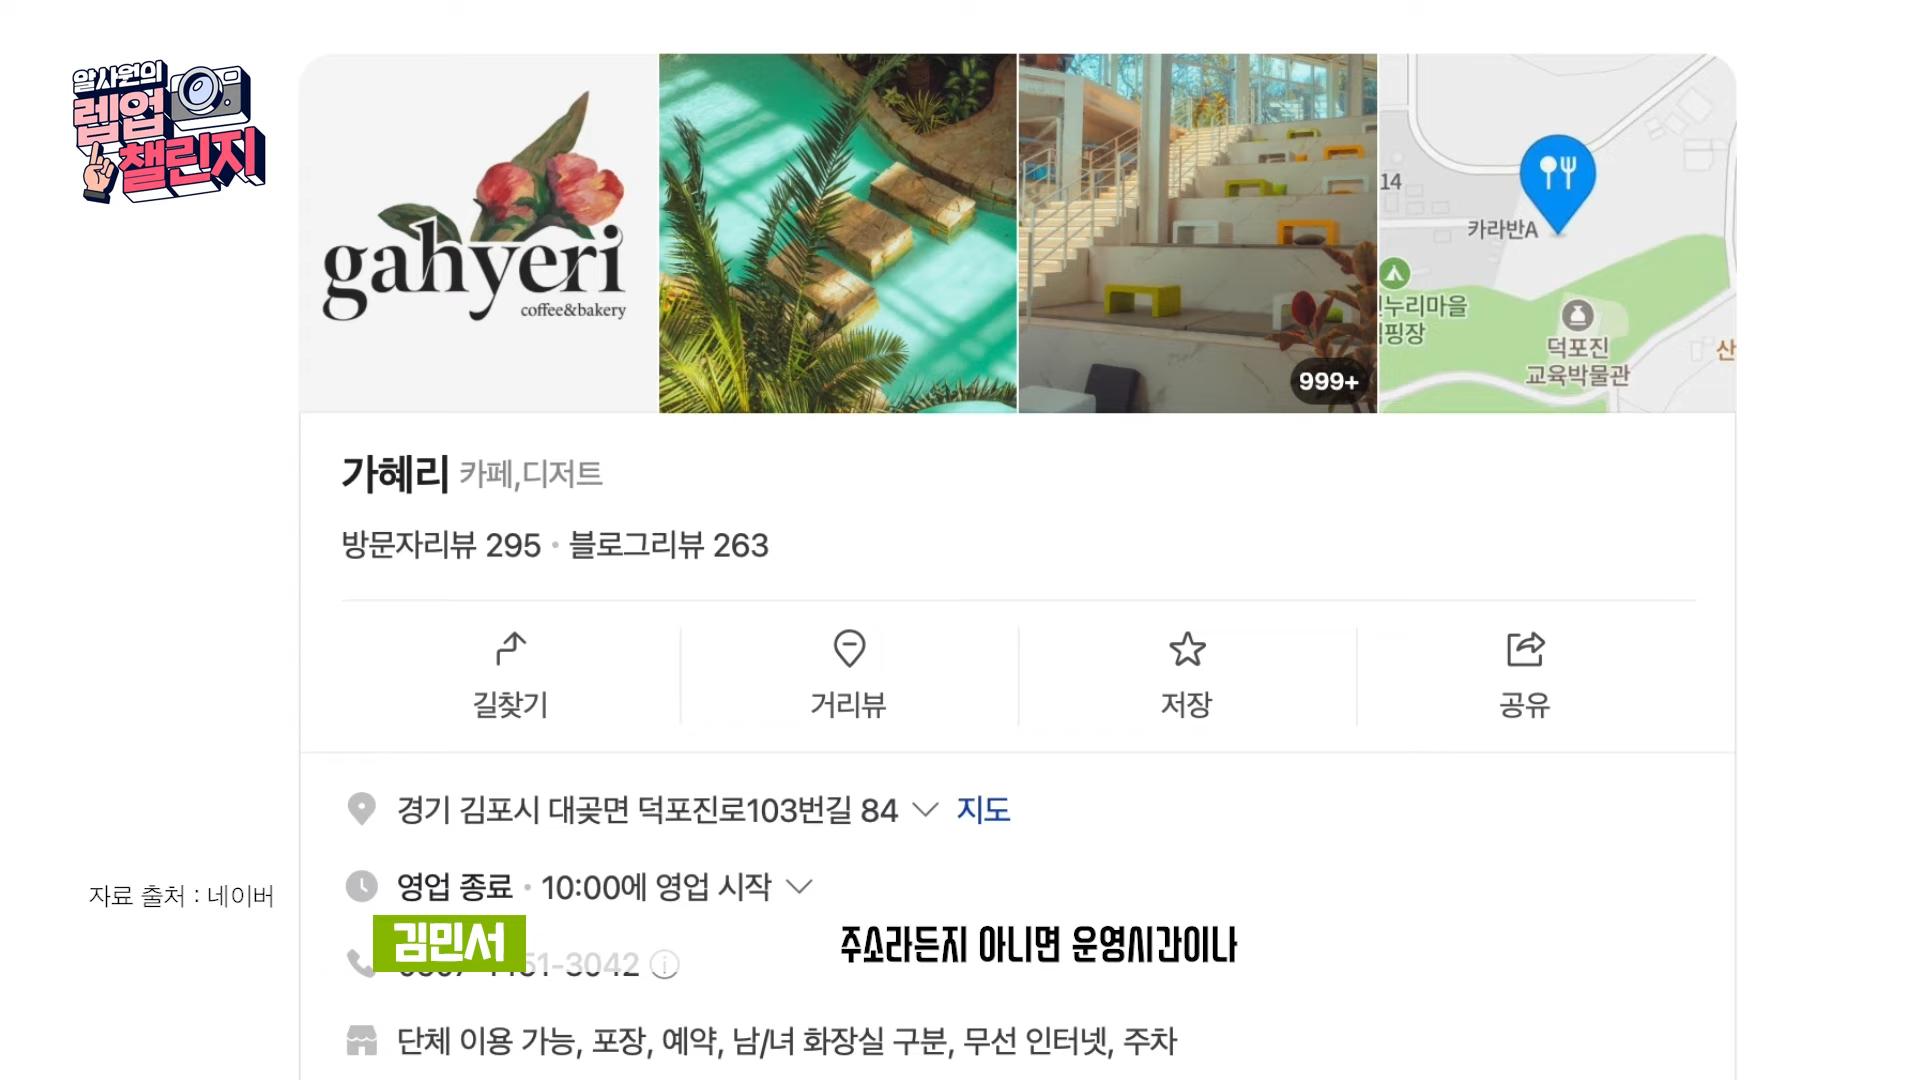 알사원의
렙업
챌린지
gahyeri
coffee&bakery
999+
14
카라반A
누리마을
핑장
덕포진
교육박물관
산
가혜리 카페,디저트
방문자리뷰 295 · 블로그리뷰 263
길찾기
거리뷰
저장
공유
경기 김포시 대곶면 덕포진로103번길 84 지도
영업 종료 · 10:00에 영업 시작
자료 출처 : 네이버
김민서
주소라든지 아니면 운영시간이나
51-3042
단체 이용 가능, 포장, 예약, 남/녀 화장실 구분, 무선 인터넷, 주차